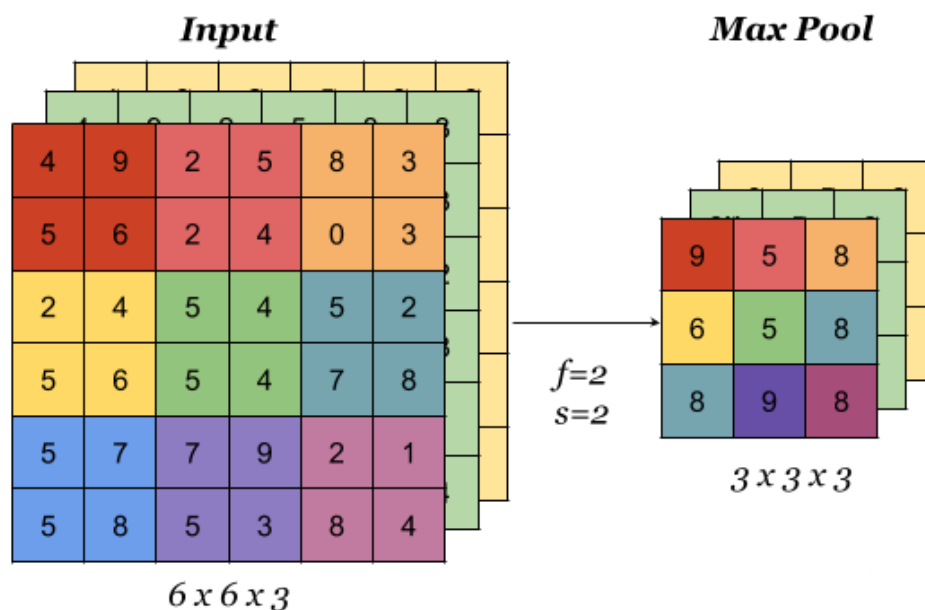 Input
Max Pool
4 9 2 5 8 3
5 6 2 4 0 3
2 4 5 4 5 2
5 6 5 4 7 8
5 7 7 9 2 1
5 8 5 3 8 4
9 5 8
6 5 8
8 9 8
f=2
s=2
3 x 3 x 3
6 x 6 x 3